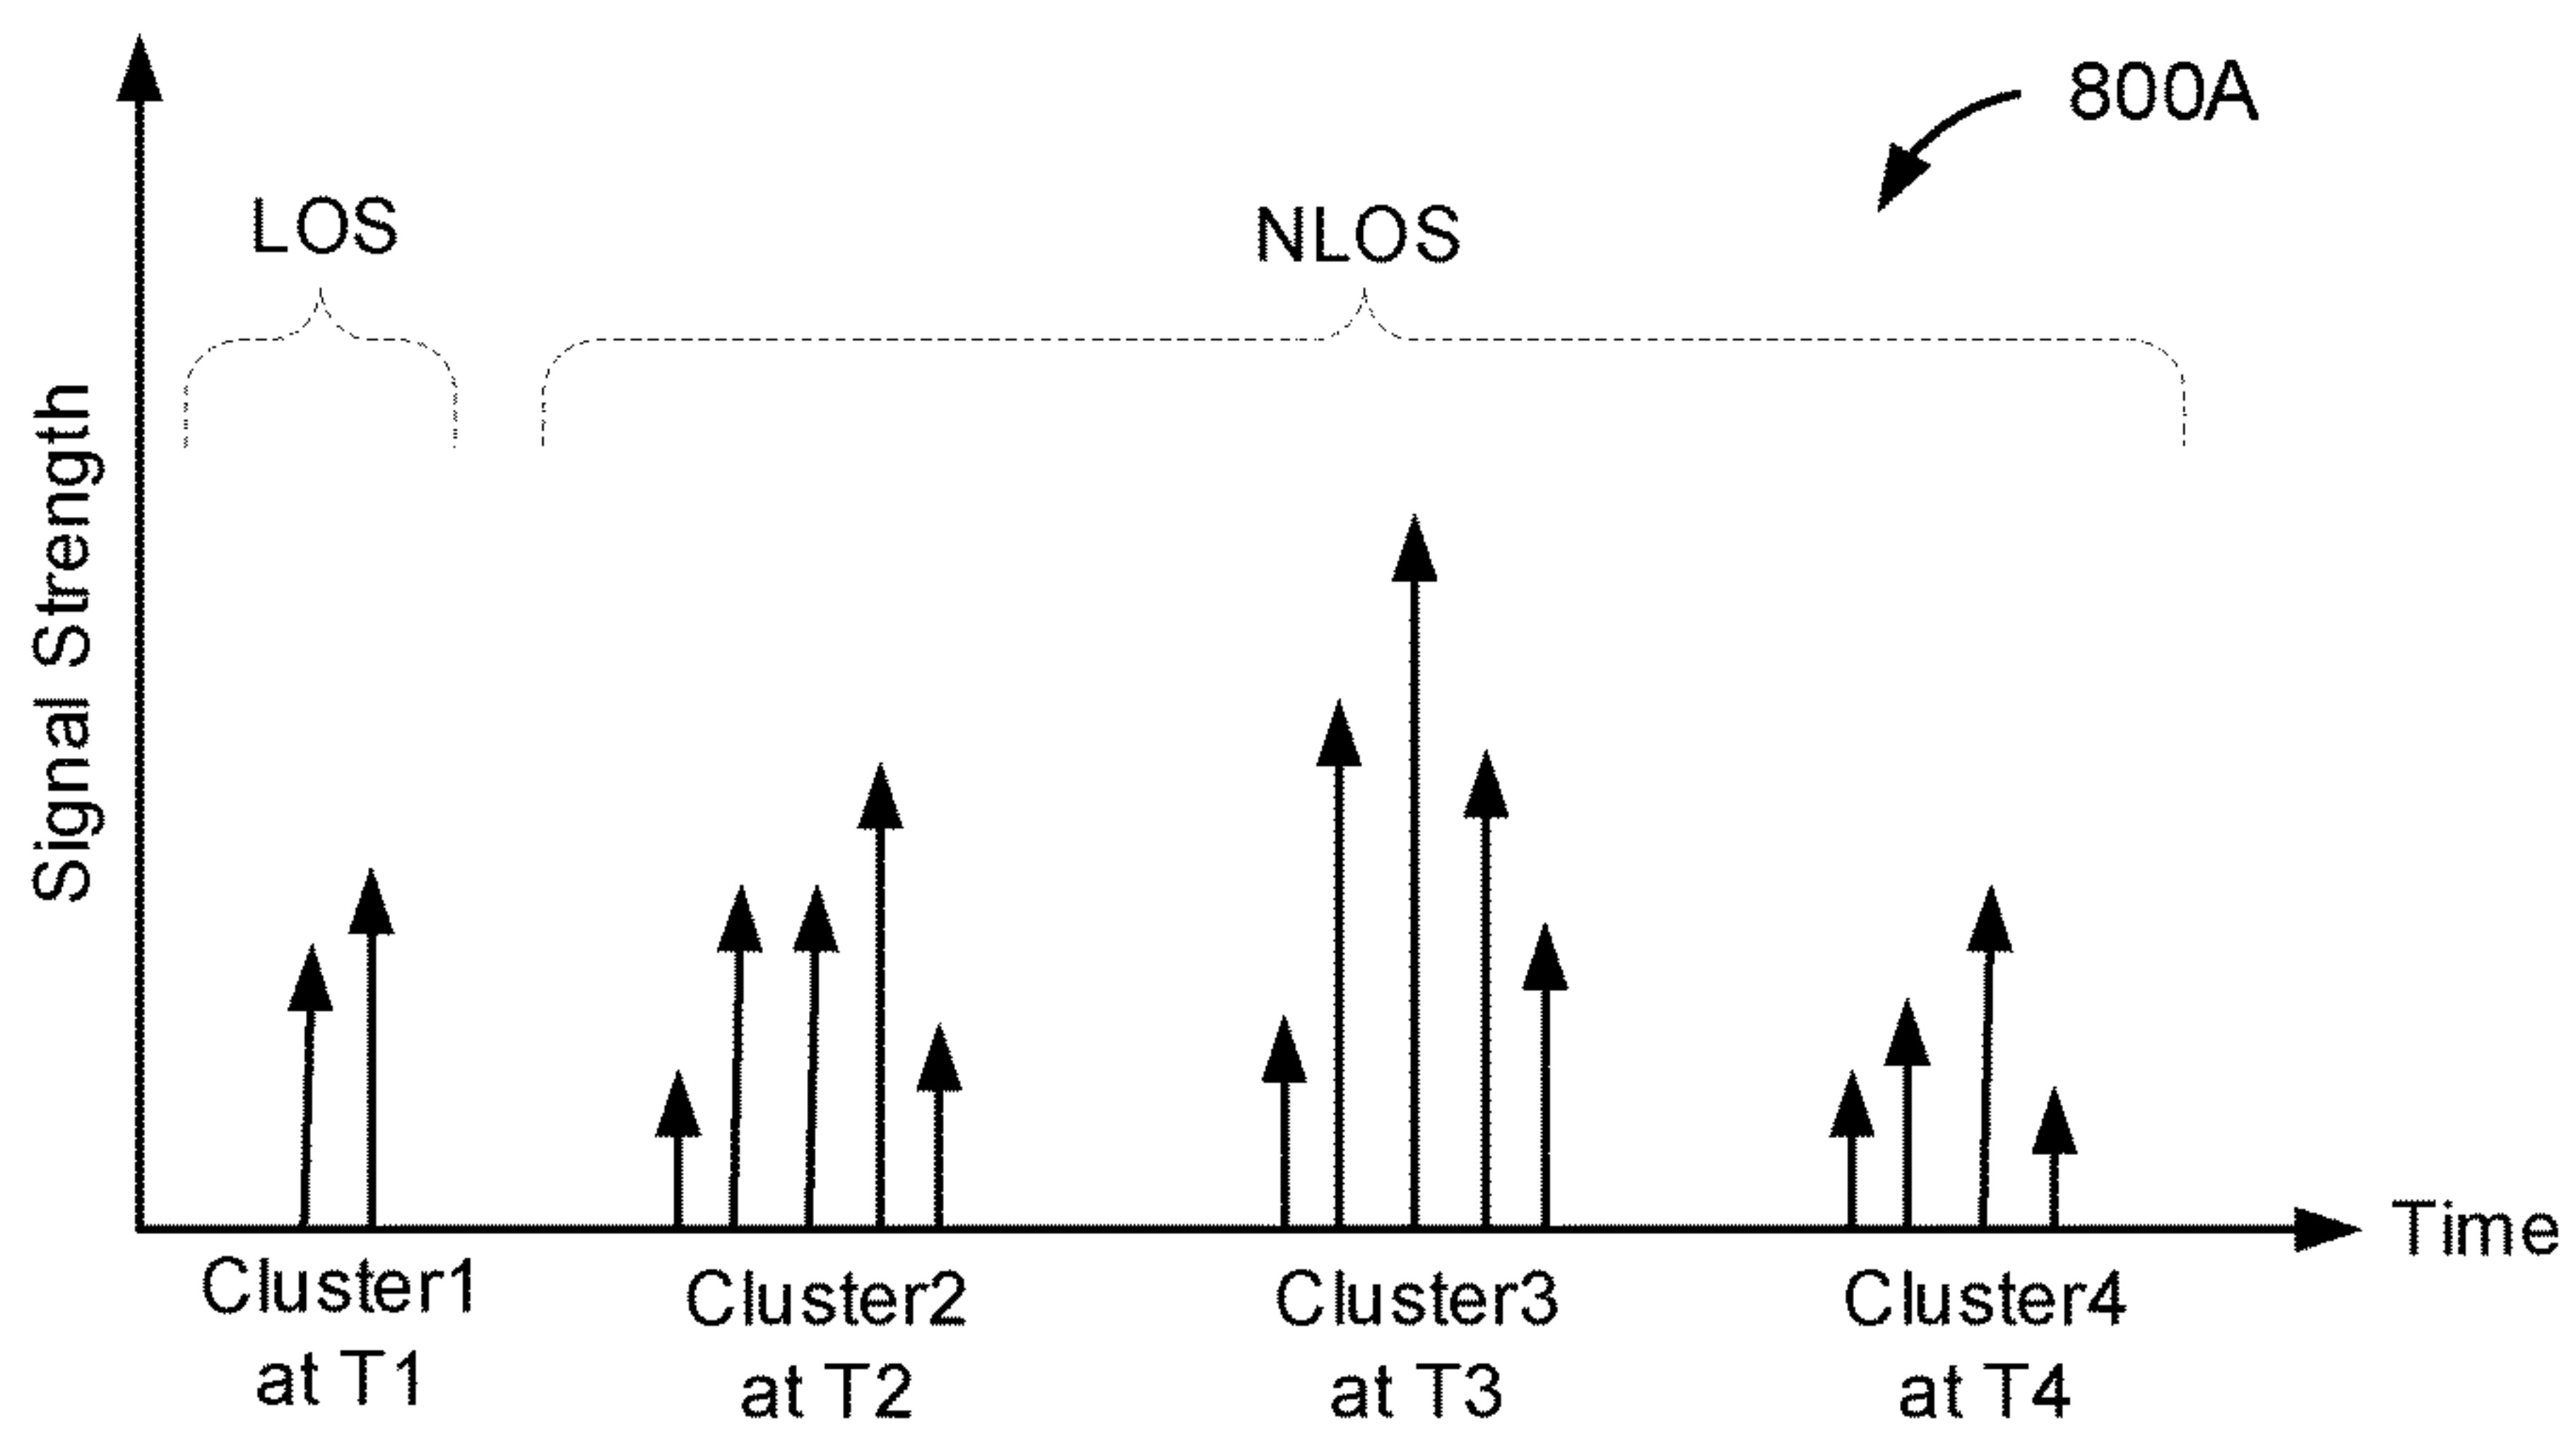 800A
LOS
NLOS
Signal Strength
Time
Cluster1
at T1
Cluster2
at T2
Cluster3
at T3
Cluster4
at T4